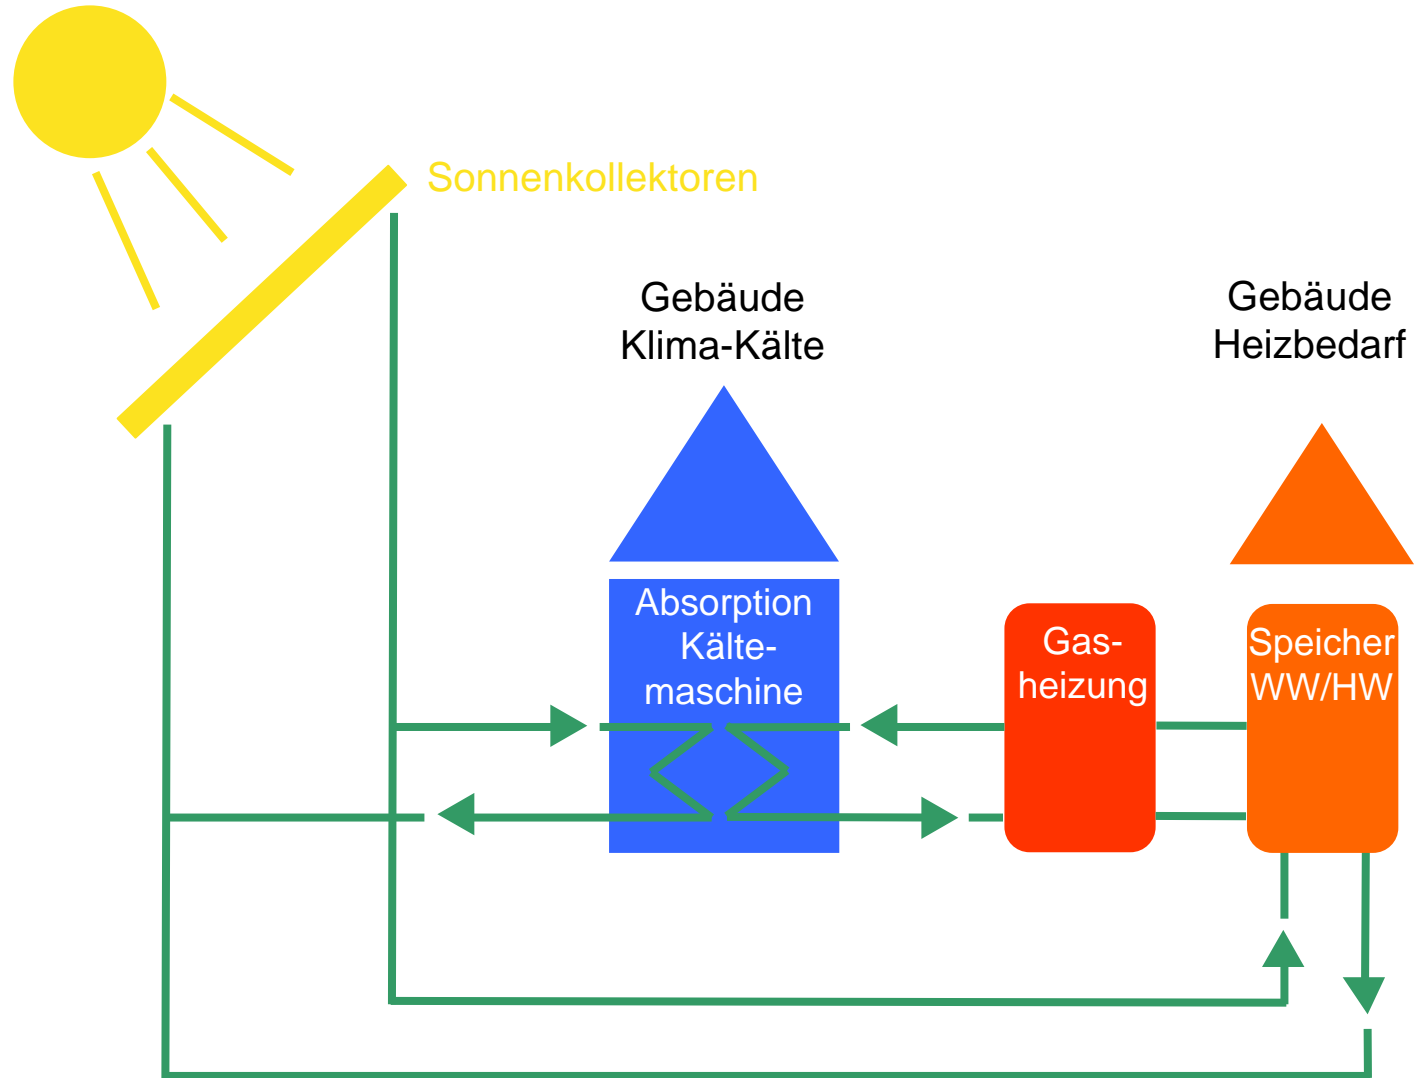 Sonnenkollektoren
Gebäude
Klima-Kälte
Gebäude
Heizbedarf
Absorption
Kälte-
maschine
Gas-
heizung
Speicher
WW/HW